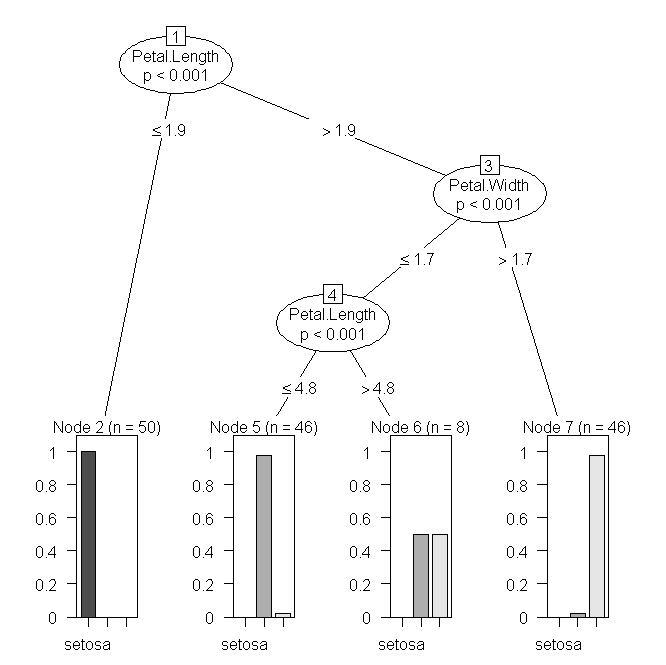 1
Petal.Length
p < 0.001
≤ 1.9
> 1.9
3
Petal.Width
p < 0.001
≤ 1.7
> 1.7
4
Petal.Length
p < 0.001
≤ 4.8
> 4.8
Node 2 (n = 50)
1
0.8
0.6
0.4
0.2
0
setosa
Node 5 (n = 46)
1
0.8
0.6
0.4
0.2
0
setosa
Node 6 (n = 8)
1
0.8
0.6
0.4
0.2
0
setosa
Node 7 (n = 46)
1
0.8
0.6
0.4
0.2
0
setosa